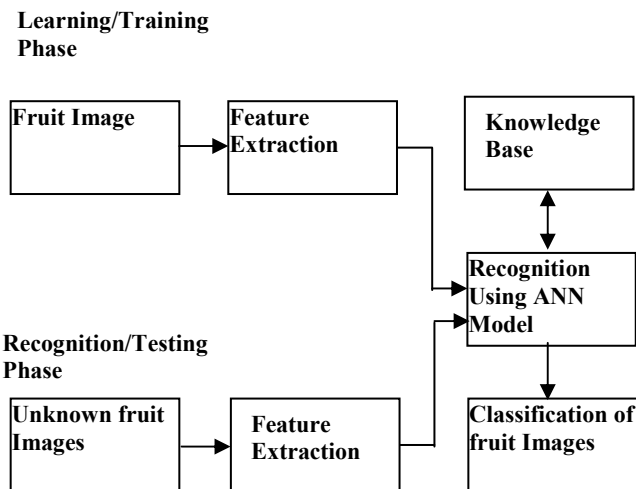 Learning/Training
Phase
Fruit Image
Feature
Extraction
Knowledge
Base
Recognition
Using ANN
Model
Recognition/Testing
Phase
Unknown fruit
Images
Feature
Extraction
Classification of
fruit Images